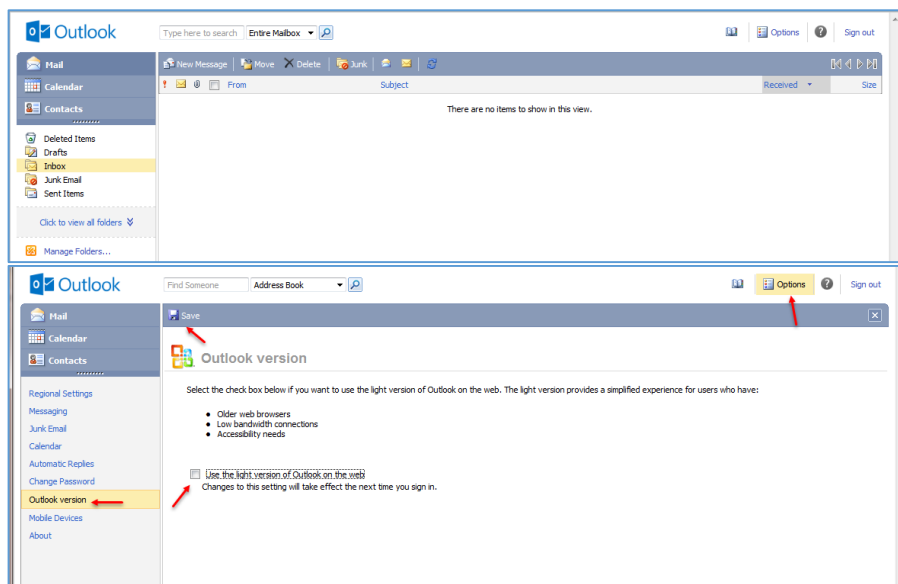 Outlook
Type here to search Entire Mailbox
Options
Sign out
Mail
Calendar
Contacts
New Message Move Delete Junk
From Subject Received Size
There are no items to show in this view.
Deleted Items
Drafts
Inbox
Junk Email
Sent Items
Click to view all folders
Manage Folders...
Outlook
Find Someone Address Book
Options
Sign out
Mail
Calendar
Contacts
Save
Outlook version
Select the check box below if you want to use the light version of Outlook on the web. The light version provides a simplified experience for users who have:
• Older web browsers
• Low bandwidth connections
• Accessibility needs
Use the light version of Outlook on the web
Changes to this setting will take effect the next time you sign in.
Regional Settings
Messaging
Junk Email
Calendar
Automatic Replies
Change Password
Outlook version
Mobile Devices
About